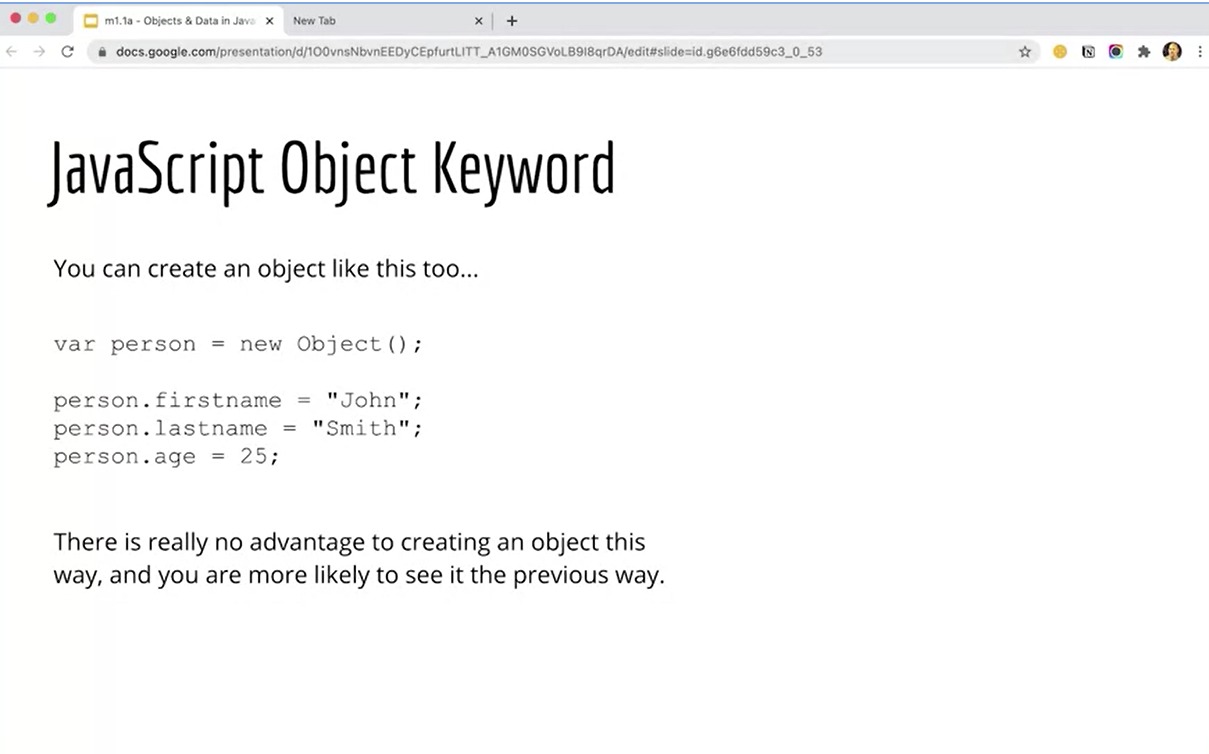 m1.1a - Objects & Data in Java
New Tab
docs.google.com/presentation/d/1O0vnsNbvnEEDyCEpfurtLITT_A1GM0SGVoLB9I8qrDA/edit#slide=id.g6e6fdd59c3_0_53
JavaScript Object Keyword
You can create an object like this too...
var person = new Object();
person.firstname = "John";
person.lastname = "Smith";
person.age = 25;
There is really no advantage to creating an object this
way, and you are more likely to see it the previous way.